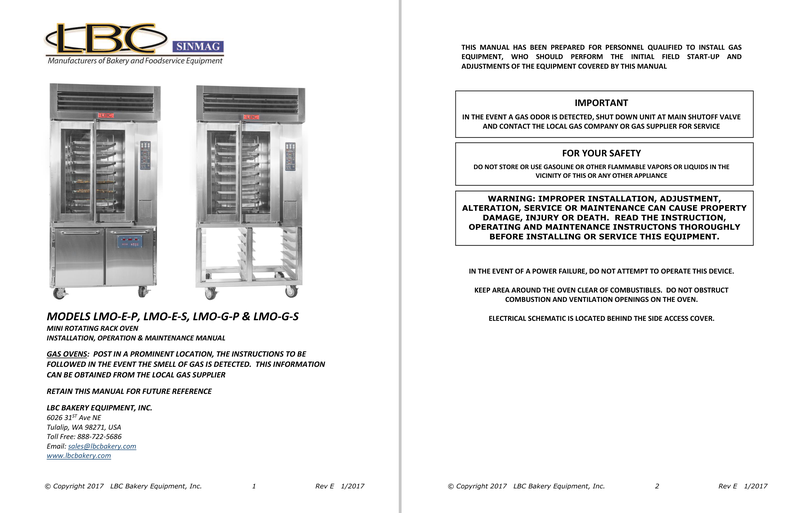 LBC
SINMAG
Manufacturers of Bakery and Foodservice Equipment
MODELS LMO-E-P, LMO-E-S, LMO-G-P & LMO-G-S
MINI ROTATING RACK OVEN
INSTALLATION, OPERATION & MAINTENANCE MANUAL
GAS OVENS: POST IN A PROMINENT LOCATION, THE INSTRUCTIONS TO BE
FOLLOWED IN THE EVENT THE SMELL OF GAS IS DETECTED. THIS INFORMATION
CAN BE OBTAINED FROM THE LOCAL GAS SUPPLIER
RETAIN THIS MANUAL FOR FUTURE REFERENCE
LBC BAKERY EQUIPMENT, INC.
6026 31ST Ave NE
Tulalip, WA 98271, USA
Toll Free: 888-722-5686
Email: sales@lbcbakery.com
www.lbcbakery.com
© Copyright 2017 LBC Bakery Equipment, Inc. 1 Rev E 1/2017
THIS MANUAL HAS BEEN PREPARED FOR PERSONNEL QUALIFIED TO INSTALL GAS
EQUIPMENT, WHO SHOULD PERFORM THE INITIAL FIELD START-UP AND
ADJUSTMENTS OF THE EQUIPMENT COVERED BY THIS MANUAL
IMPORTANT
IN THE EVENT A GAS ODOR IS DETECTED, SHUT DOWN UNIT AT MAIN SHUTOFF VALVE
AND CONTACT THE LOCAL GAS COMPANY OR GAS SUPPLIER FOR SERVICE
FOR YOUR SAFETY
DO NOT STORE OR USE GASOLINE OR OTHER FLAMMABLE VAPORS OR LIQUIDS IN THE
VICINITY OF THIS OR ANY OTHER APPLIANCE
WARNING: IMPROPER INSTALLATION, ADJUSTMENT,
ALTERATION, SERVICE OR MAINTENANCE CAN CAUSE PROPERTY
DAMAGE, INJURY OR DEATH. READ THE INSTRUCTION,
OPERATING AND MAINTENANCE INSTRUCTONS THOROUGHLY
BEFORE INSTALLING OR SERVICE THIS EQUIPMENT.
IN THE EVENT OF A POWER FAILURE, DO NOT ATTEMPT TO OPERATE THIS DEVICE.
KEEP AREA AROUND THE OVEN CLEAR OF COMBUSTIBLES. DO NOT OBSTRUCT
COMBUSTION AND VENTILATION OPENINGS ON THE OVEN.
ELECTRICAL SCHEMATIC IS LOCATED BEHIND THE SIDE ACCESS COVER.
© Copyright 2017 LBC Bakery Equipment, Inc. 2 Rev E 1/2017